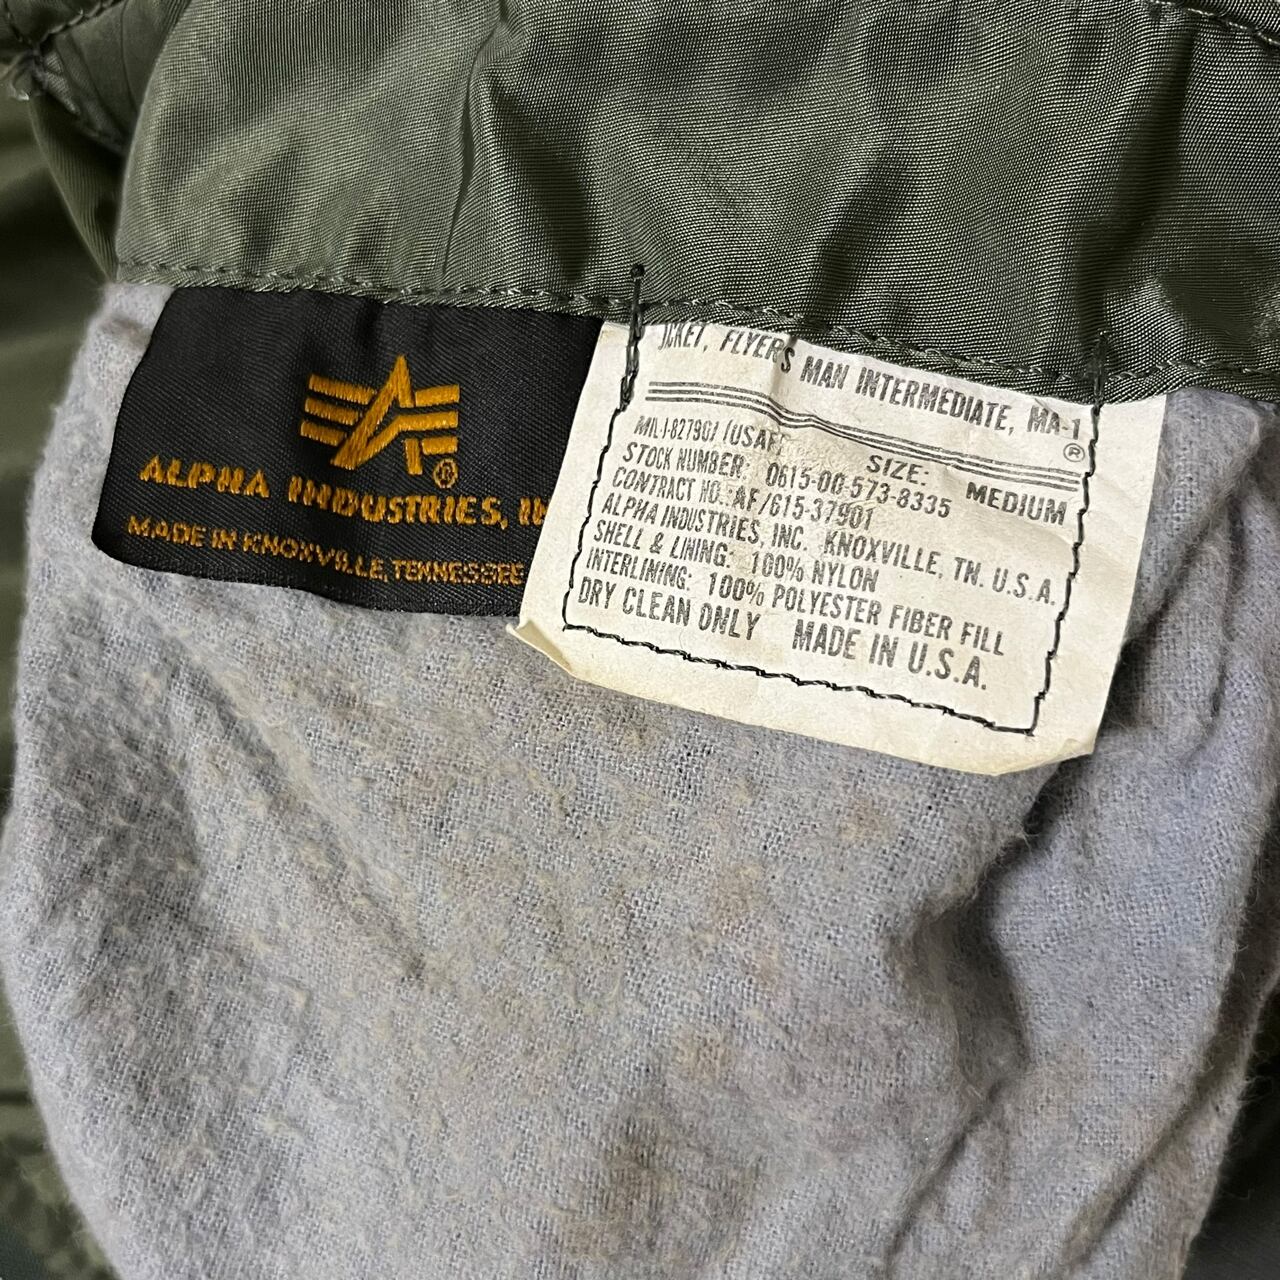 ALPHA INDUSTRIES, IN
MADE IN KNOXVILLE, TENNESSEE
JCKET, FLYERS MAN INTERMEDIATE, MA-1
®
MIL-I-82790J (USAF)
SIZE:
STOCK NUMBER: 0615-00-573-8335 MEDIUM
CONTRACT NO.: AF/615-37901
ALPHA INDUSTRIES, INC. KNOXVILLE, TN. U.S.A.
SHELL & LINING: 100% NYLON
INTERLINING: 100% POLYESTER FIBER FILL
DRY CLEAN ONLY MADE IN U.S.A.